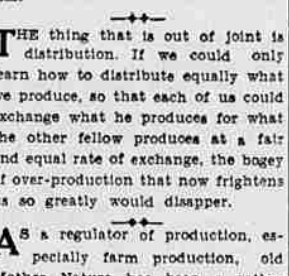 THE thing that is out of joint is
distribution. If we could only
earn how to distribute equally what
e produce, so that each of us could
xchange what he produces for what
he other fellow produces at a fair
nd equal rate of exchange, the bogey
f over-production that now frightens
s so greatly would disapper.
AS a regulator of production, es-
pecially farm production, old